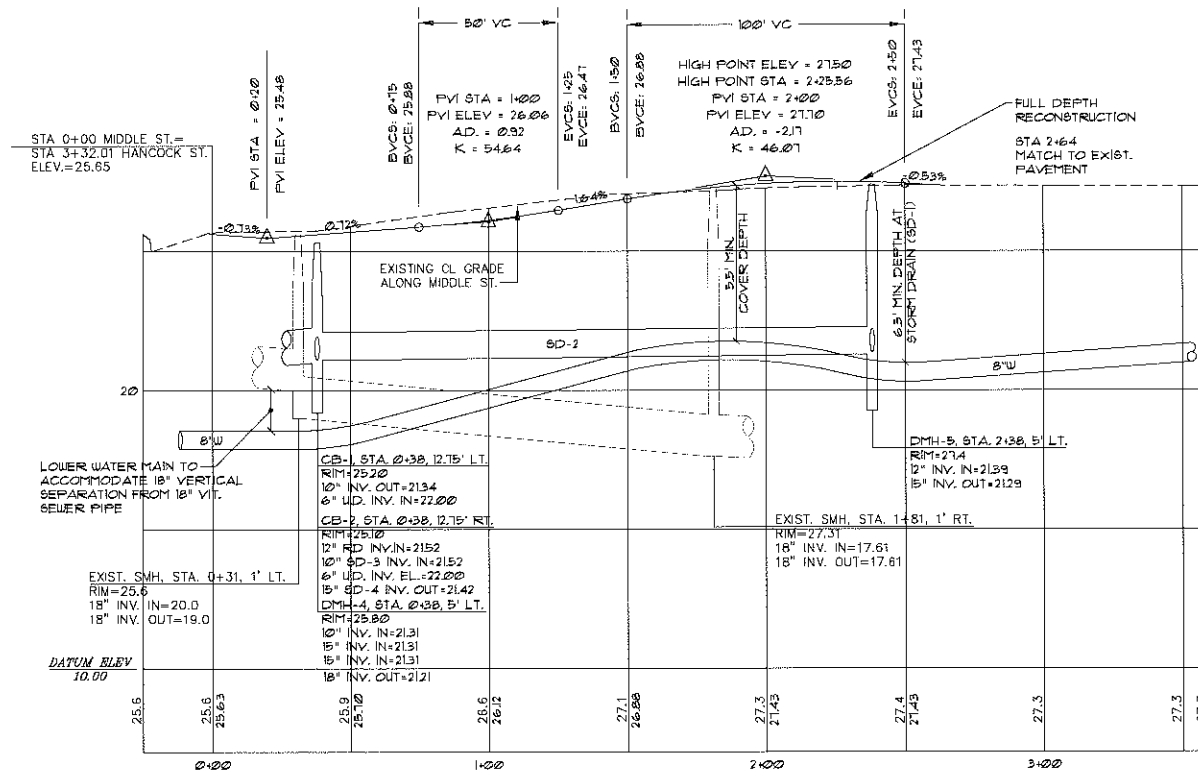 50' VC
100' VC
PVI STA = 0+20
PVI ELEV = 25.48
BVCS: 0+75
BVCE: 25.88
PVI STA = 1+00
PVI ELEV = 26.06
A.D. = 0.92
K = 54.64
EVCS: 1+25
EVCE: 26.47
BVCS: 1+50
BVCE: 26.88
HIGH POINT ELEV = 27.50
HIGH POINT STA = 2+25.56
PVI STA = 2+00
PVI ELEV = 27.70
A.D. = -2.17
K = 46.07
EVCS: 2+50
EVCE: 27.43
FULL DEPTH
RECONSTRUCTION
STA 2+64
MATCH TO EXIST.
PAVEMENT
STA 0+00 MIDDLE ST.=
STA 3+32.01 HANCOCK ST.
ELEV.=25.65
-0.73%
0.72%
1.64%
-0.53%
EXISTING CL GRADE
ALONG MIDDLE ST.
5.5' MIN.
COVER DEPTH
6.3' MIN. DEPTH AT
STORM DRAIN (SD-1)
SD-2
8"W
8"W
20
LOWER WATER MAIN TO
ACCOMMODATE 18" VERTICAL
SEPARATION FROM 18" VIT.
SEWER PIPE
CB-1, STA. 0+38, 12.75' LT.
RIM=25.20
10" INV. OUT=21.34
6" U.D. INV. IN=22.00
CB-2, STA. 0+38, 12.75' RT.
RIM=25.10
12" RD INV.IN=21.52
10" SD-3 INV. IN=21.52
6" U.D. INV. EL.=22.00
15" SD-4 INV. OUT=21.42
DMH-4, STA. 0+38, 5' LT.
RIM=25.80
10" INV. IN=21.31
15" INV. IN=21.31
15" INV. IN=21.31
18" INV. OUT=21.21
EXIST. SMH, STA. 0+31, 1' LT.
RIM=25.6
18" INV. IN=20.0
18" INV. OUT=19.0
DMH-5, STA. 2+38, 5' LT.
RIM=27.4
12" INV. IN=21.39
15" INV. OUT=21.29
EXIST. SMH, STA. 1+81, 1' RT.
RIM=27.31
18" INV. IN=17.61
18" INV. OUT=17.61
DATUM ELEV
10.00
25.6
25.6
25.63
25.9
25.70
26.6
26.12
27.1
26.88
27.3
27.43
27.4
27.43
27.3
0+00
1+00
2+00
3+00